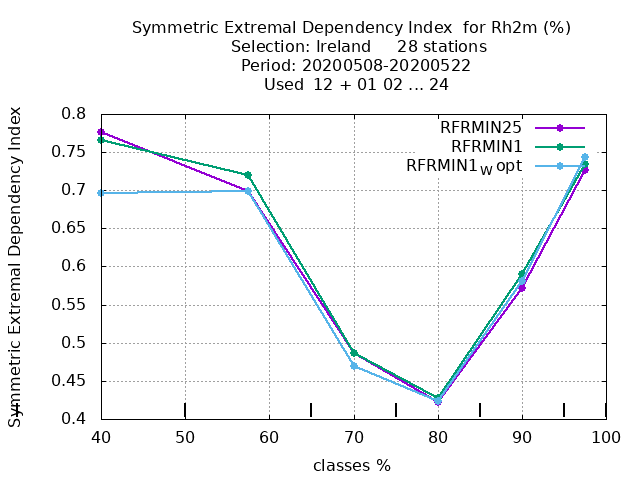 Symmetric Extremal Dependency Index for Rh2m (%)
Selection: Ireland 28 stations
Period: 20200508-20200522
Used 12 + 01 02 ... 24
Symmetric Extremal Dependency Index
0.8
0.75
0.7
0.65
0.6
0.55
0.5
0.45
0.4
RFRMIN25
RFRMIN1
RFRMIN1W opt
40 50 60 70 80 90 100
classes %